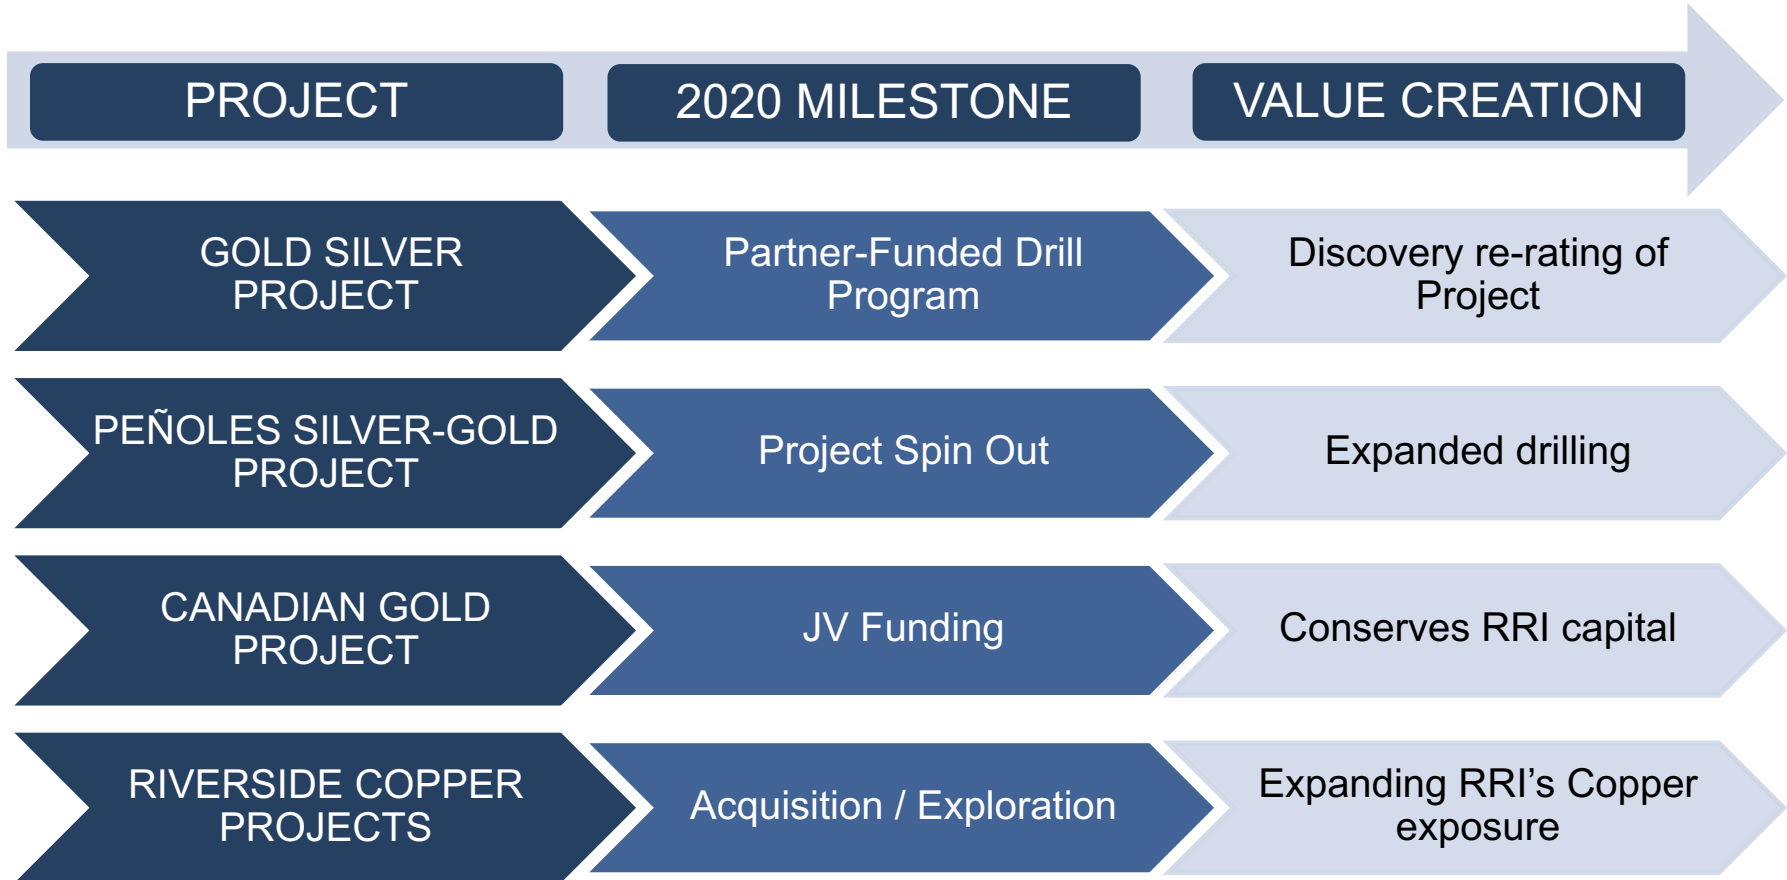 PROJECT
2020 MILESTONE
VALUE CREATION
GOLD SILVER
PROJECT
Partner-Funded Drill
Program
Discovery re-rating of
Project
PEÑOLES SILVER-GOLD
PROJECT
Project Spin Out
Expanded drilling
CANADIAN GOLD
PROJECT
JV Funding
Conserves RRI capital
RIVERSIDE COPPER
PROJECTS
Acquisition / Exploration
Expanding RRI’s Copper
exposure